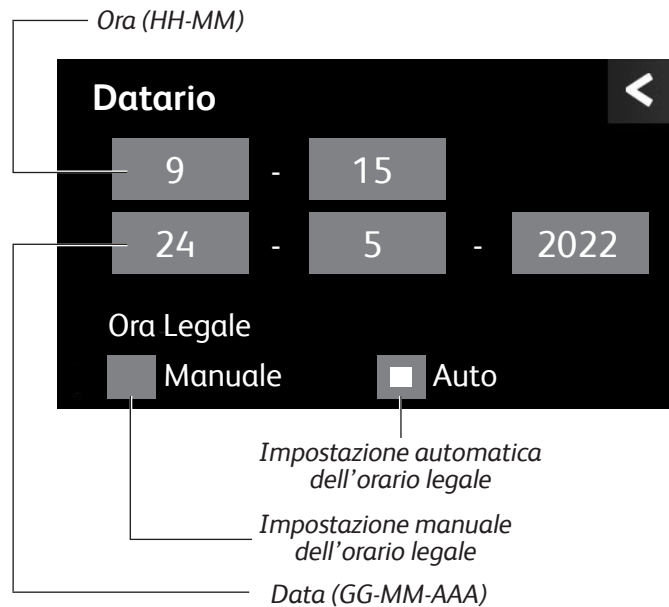 Ora (HH-MM)
Datario
9 - 15
24 - 5 - 2022
Ora Legale
Manuale Auto
Impostazione automatica
dell'orario legale
Impostazione manuale
dell'orario legale
Data (GG-MM-AAA)